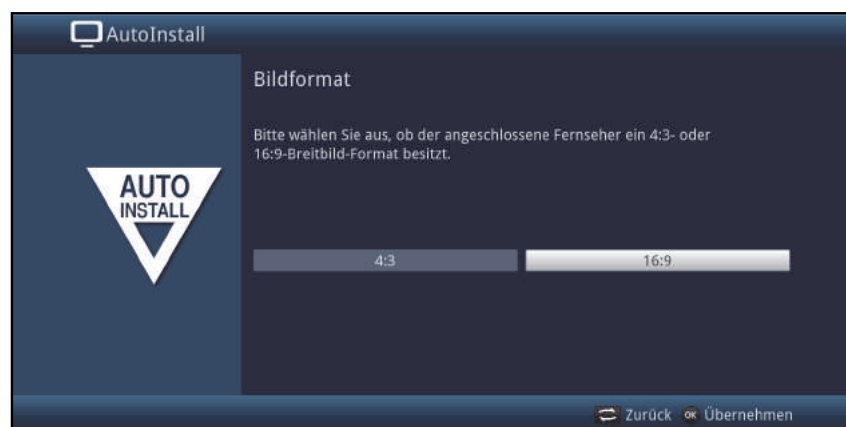 AutoInstall
Bildformat
Bitte wählen Sie aus, ob der angeschlossene Fernseher ein 4:3- oder
16:9-Breitbild-Format besitzt.
AUTO
INSTALL
4:3
16:9
Zurück OK Übernehmen